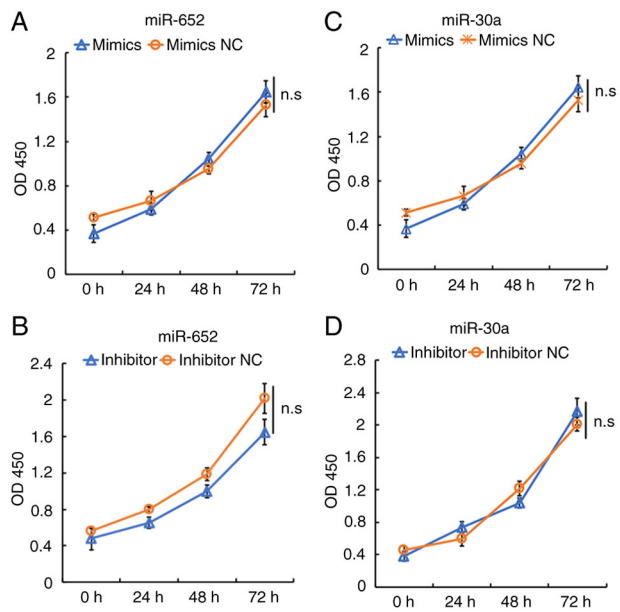 A
miR-652
Mimics Mimics NC
2
1.6
1.2
0.8
0.4
0
OD 450
n.s
0 h 24 h 48 h 72 h
C
miR-30a
Mimics Mimics NC
2
1.6
1.2
0.8
0.4
0
OD 450
n.s
0 h 24 h 48 h 72 h
B
miR-652
Inhibitor Inhibitor NC
2.4
2
1.6
1.2
0.8
0.4
0
OD 450
n.s
0 h 24 h 48 h 72 h
D
miR-30a
Inhibitor Inhibitor NC
2.8
2.4
2
1.6
1.2
0.8
0.4
0
OD 450
n.s
0 h 24 h 48 h 72 h